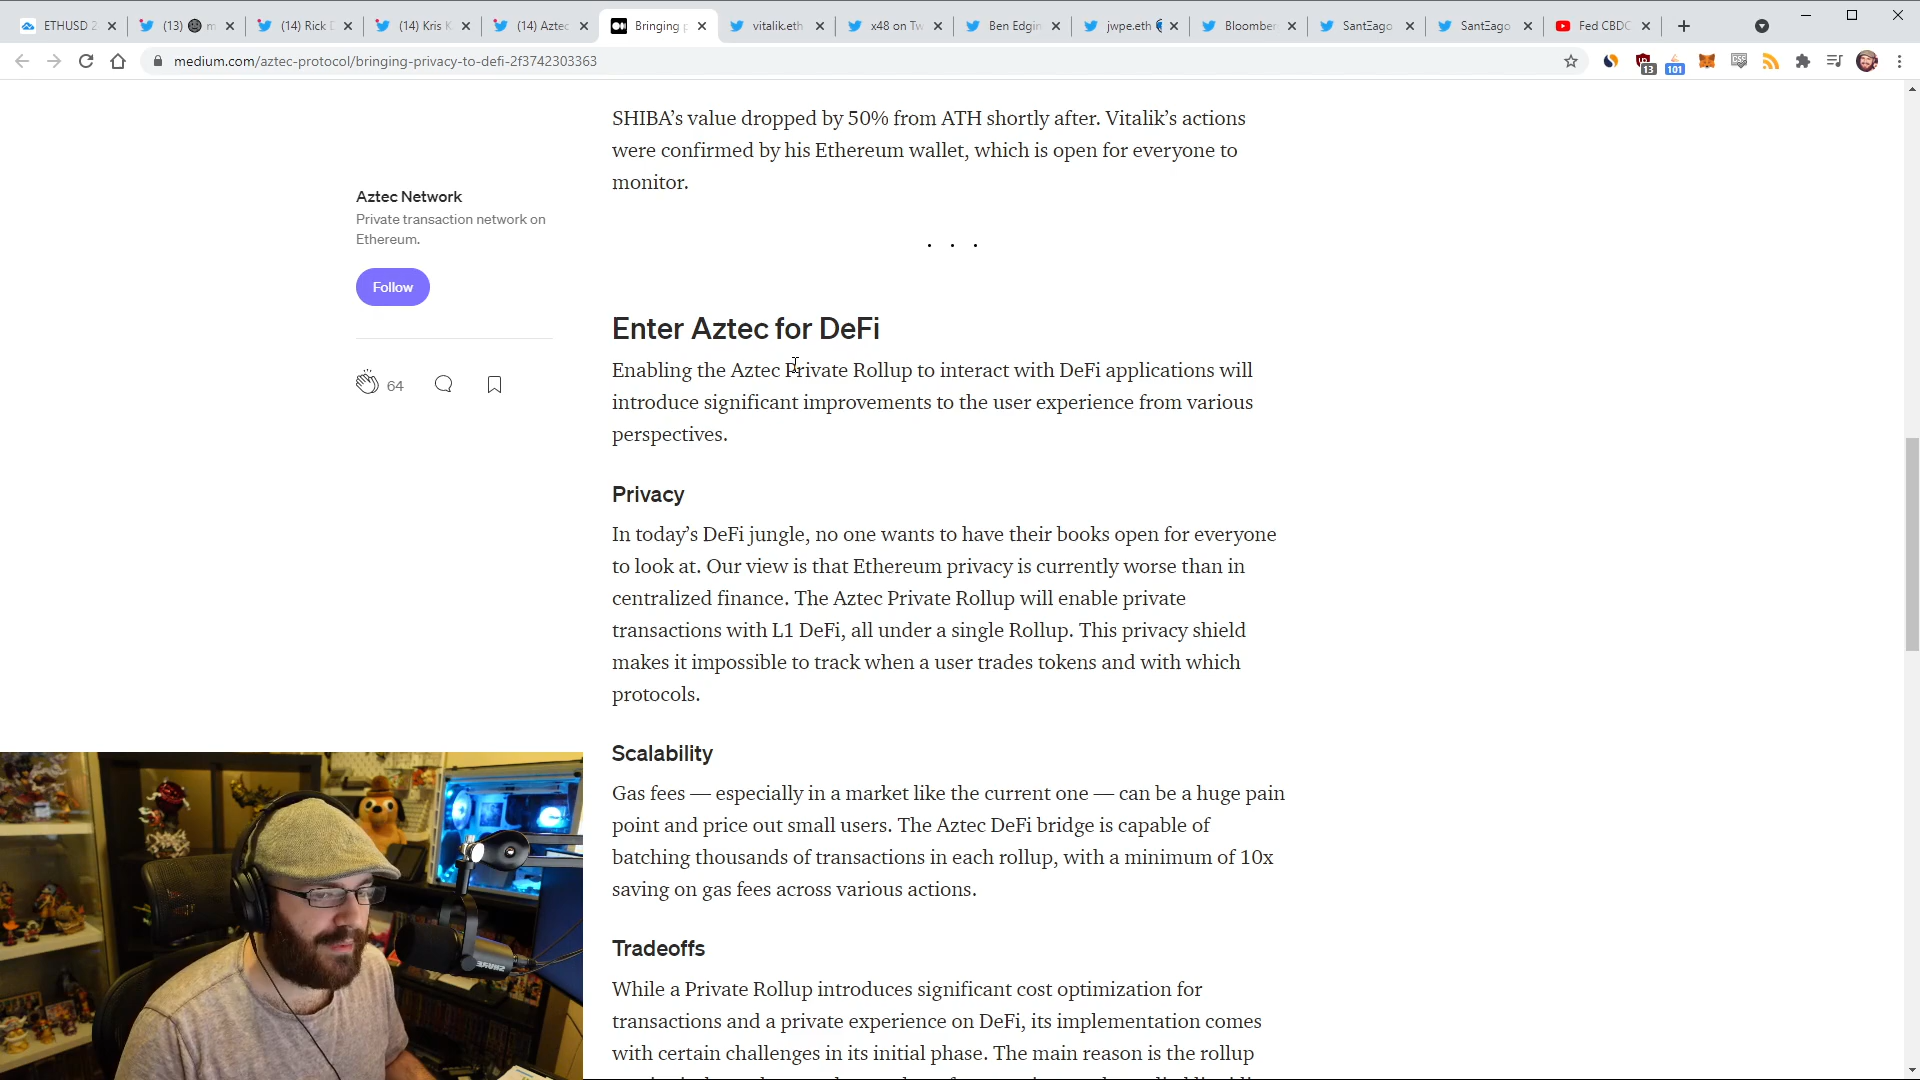 ETHUSD 2
(13)
(14) Rick
(14) Kris K
(14) Aztec
Bringing p
vitalik.eth
x48 on Tw
Ben Edgin
jwpe.eth
Bloomber
SantΞago
SantΞago
Fed CBDC
medium.com/aztec-protocol/bringing-privacy-to-defi-2f3742303363
13
101
SHIBA’s value dropped by 50% from ATH shortly after. Vitalik’s actions
were confirmed by his Ethereum wallet, which is open for everyone to
monitor.
Aztec Network
Private transaction network on
Ethereum.
Follow
64
. . .
Enter Aztec for DeFi
Enabling the Aztec Private Rollup to interact with DeFi applications will
introduce significant improvements to the user experience from various
perspectives.
Privacy
In today’s DeFi jungle, no one wants to have their books open for everyone
to look at. Our view is that Ethereum privacy is currently worse than in
centralized finance. The Aztec Private Rollup will enable private
transactions with L1 DeFi, all under a single Rollup. This privacy shield
makes it impossible to track when a user trades tokens and with which
protocols.
Scalability
Gas fees — especially in a market like the current one — can be a huge pain
point and price out small users. The Aztec DeFi bridge is capable of
batching thousands of transactions in each rollup, with a minimum of 10x
saving on gas fees across various actions.
Tradeoffs
While a Private Rollup introduces significant cost optimization for
transactions and a private experience on DeFi, its implementation comes
with certain challenges in its initial phase. The main reason is the rollup